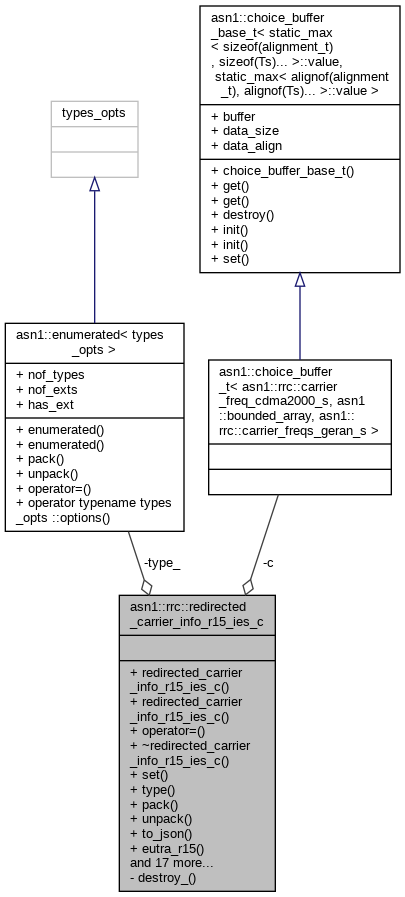 asn1::choice_buffer
_base_t< static_max
< sizeof(alignment_t)
, sizeof(Ts)... >::value,
static_max< alignof(alignment
_t), alignof(Ts)... >::value >
+ buffer
+ data_size
+ data_align
+ choice_buffer_base_t()
+ get()
+ get()
+ destroy()
+ init()
+ init()
+ set()
types_opts
asn1::enumerated< types
_opts >
+ nof_types
+ nof_exts
+ has_ext
+ enumerated()
+ enumerated()
+ pack()
+ unpack()
+ operator=()
+ operator typename types
_opts ::options()
asn1::choice_buffer
_t< asn1::rrc::carrier
_freq_cdma2000_s, asn1
::bounded_array, asn1::
rrc::carrier_freqs_geran_s >
-type_
-c
asn1::rrc::redirected
_carrier_info_r15_ies_c
+ redirected_carrier
_info_r15_ies_c()
+ redirected_carrier
_info_r15_ies_c()
+ operator=()
+ ~redirected_carrier
_info_r15_ies_c()
+ set()
+ type()
+ pack()
+ unpack()
+ to_json()
+ eutra_r15()
and 17 more...
- destroy_()